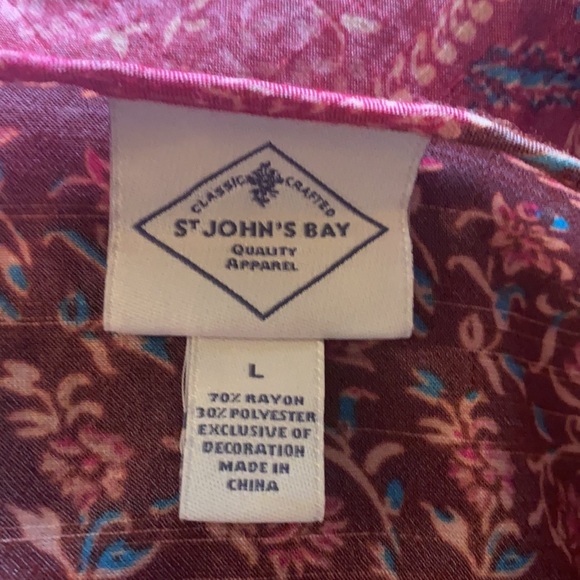 CLASSIC CRAFTED
ST JOHN'S BAY
QUALITY
APPAREL
L
70% RAYON
30% POLYESTER
EXCLUSIVE OF
DECORATION
MADE IN
CHINA